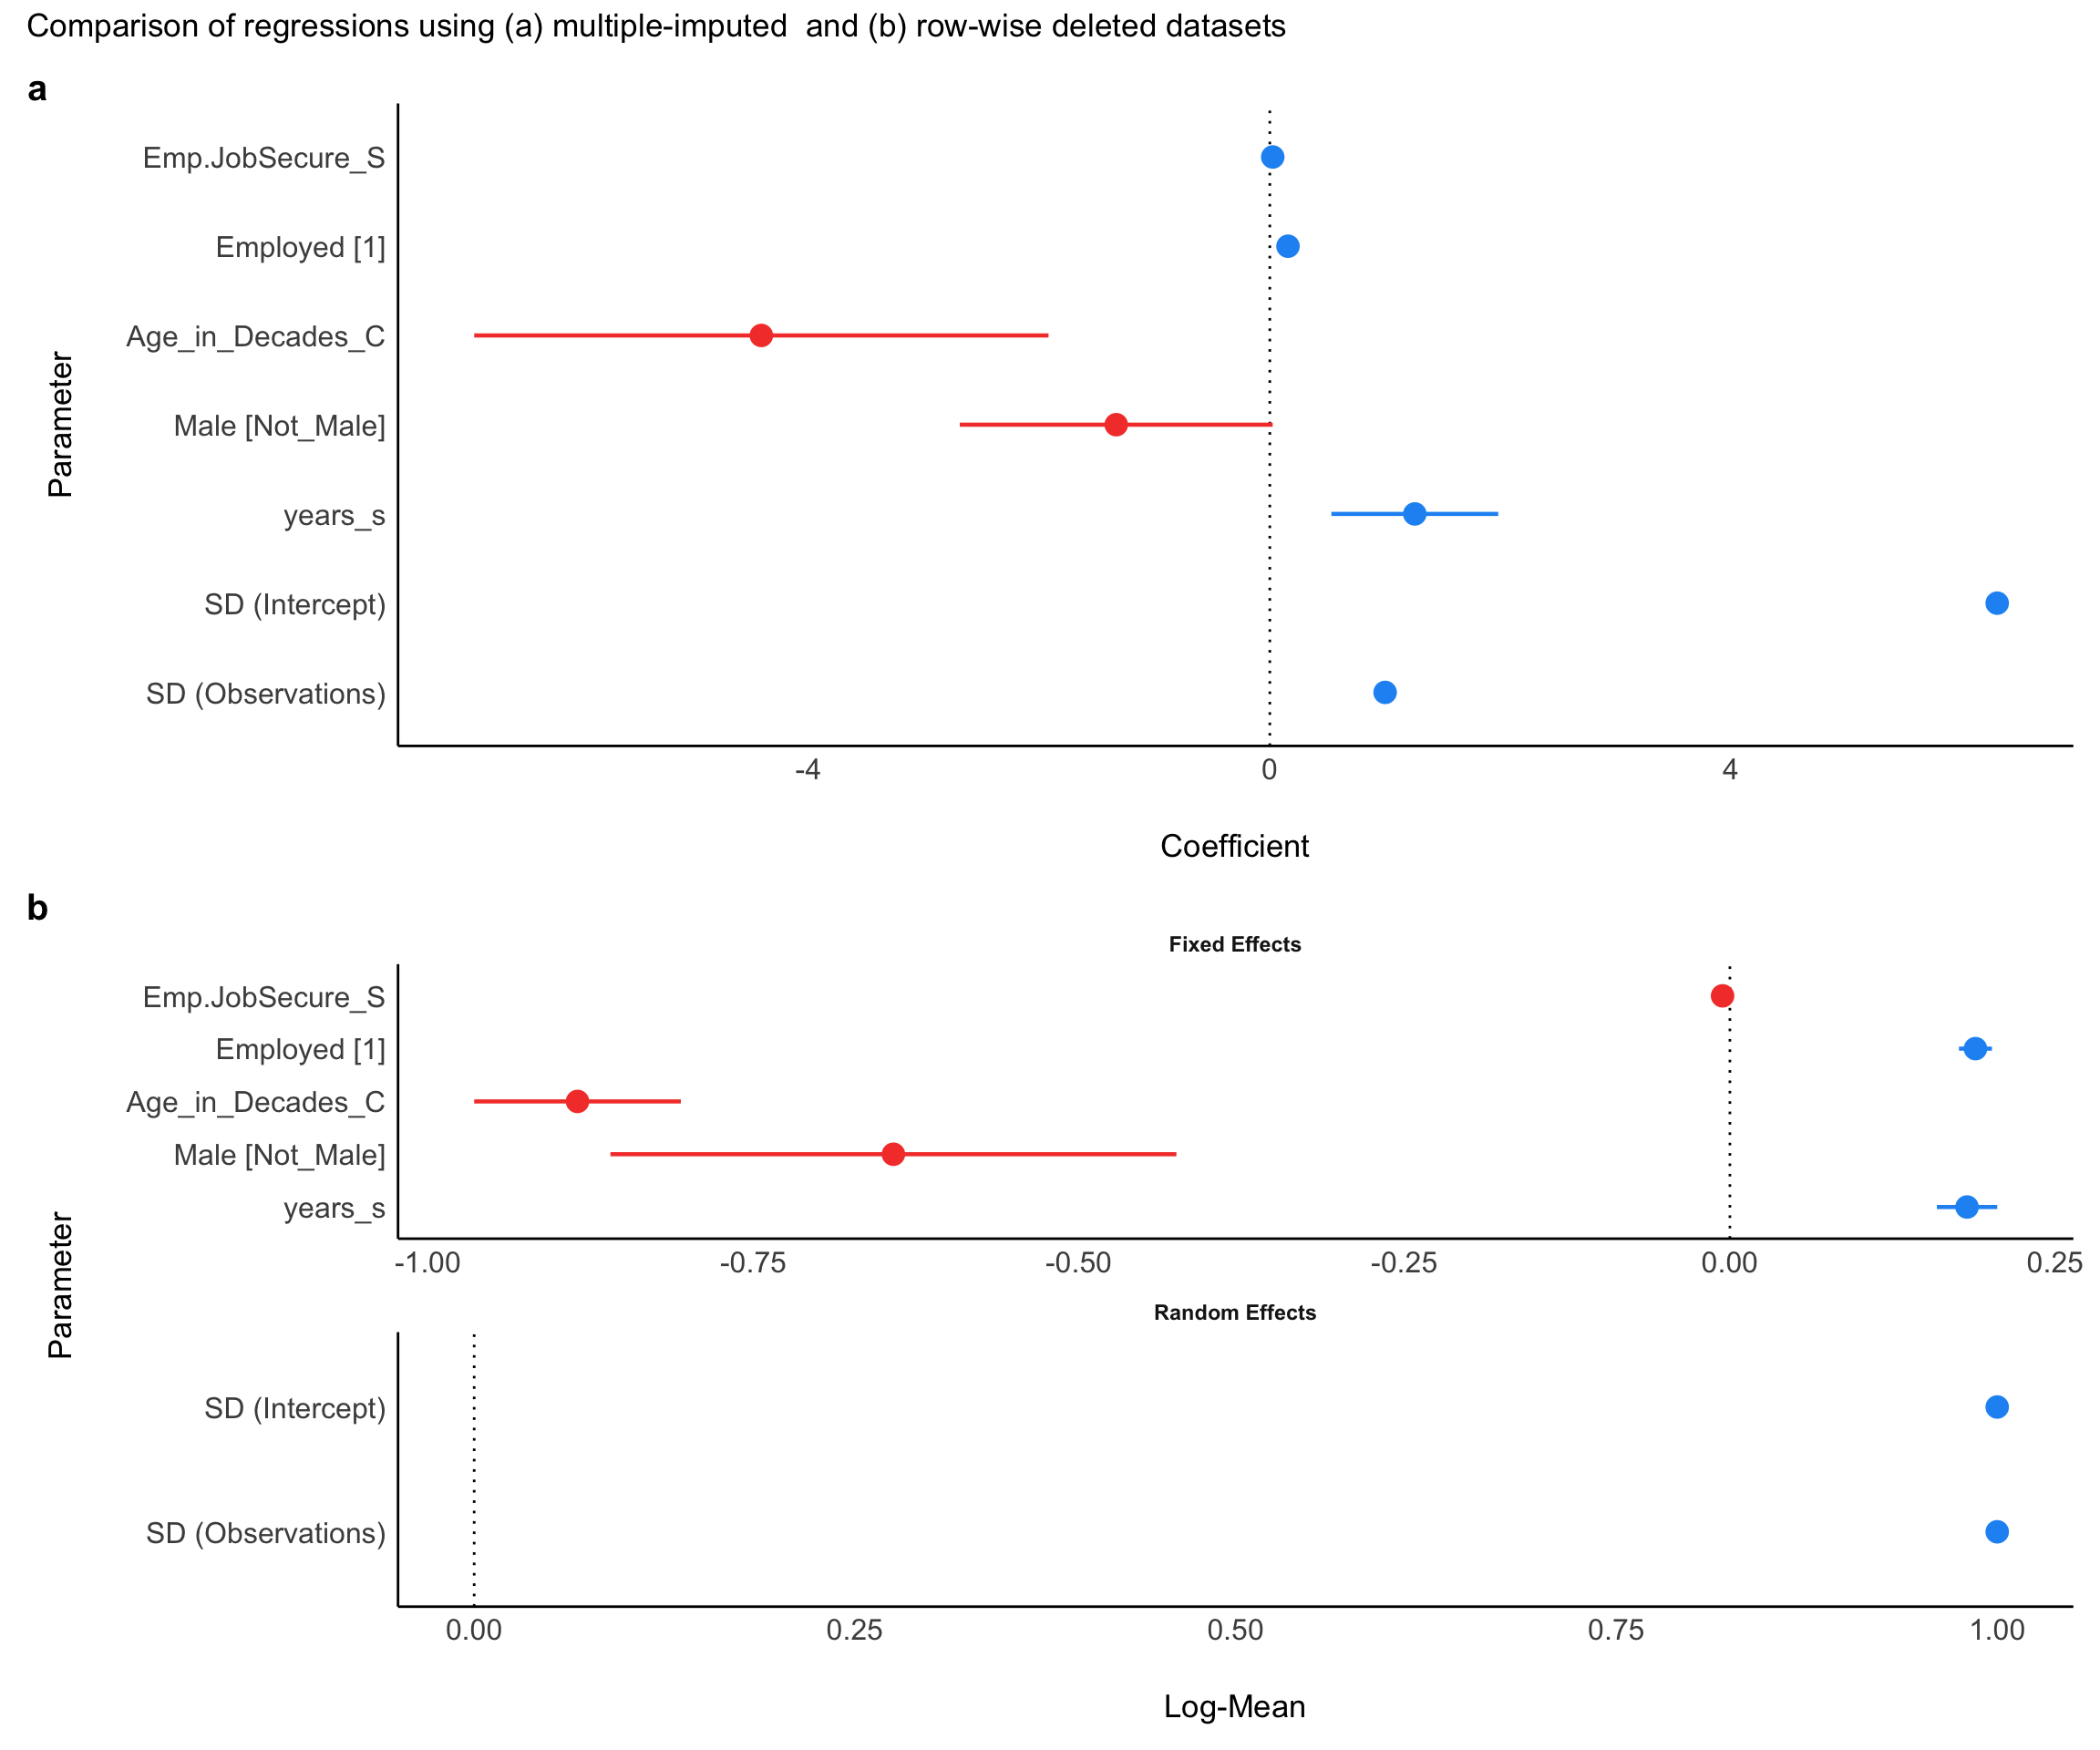 Comparison of regressions using (a) multiple-imputed  and (b) row-wise deleted datasets
a
Parameter
Emp.JobSecure_S
Employed [1]
Age_in_Decades_C
Male [Not_Male]
years_s
SD (Intercept)
SD (Observations)
-4 0 4
Coefficient
b
Parameter
Fixed Effects
Emp.JobSecure_S
Employed [1]
Age_in_Decades_C
Male [Not_Male]
years_s
-1.00 -0.75 -0.50 -0.25 0.00 0.25
Random Effects
SD (Intercept)
SD (Observations)
0.00 0.25 0.50 0.75 1.00
Log-Mean